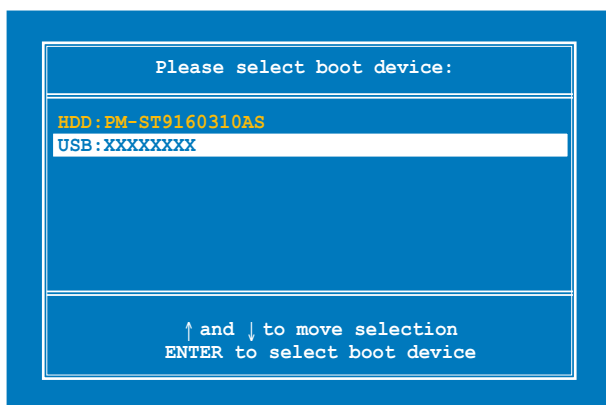 Please select boot device:
HDD:PM-ST9160310AS
USB:XXXXXXXX
↑ and ↓ to move selection
ENTER to select boot device